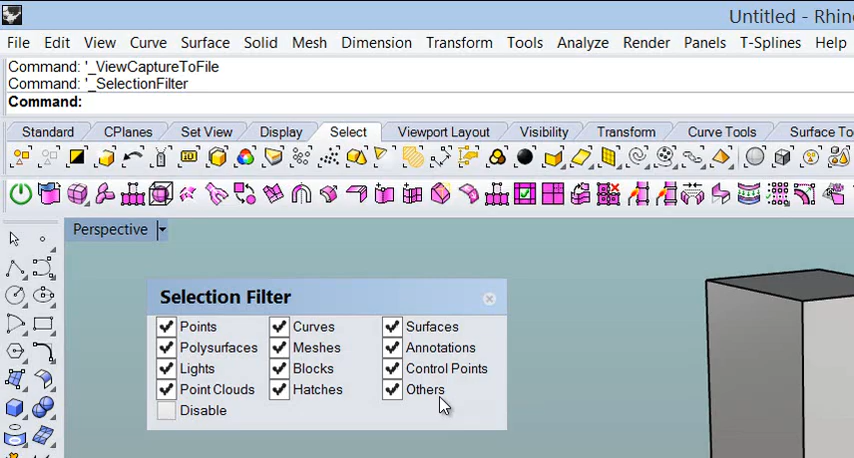 Untitled - Rhin
File Edit View Curve Surface Solid Mesh Dimension Transform Tools Analyze Render Panels T-Splines Help
Command: '_ViewCaptureToFile
Command: '_SelectionFilter
Command:
Standard CPlanes Set View Display Select Viewport Layout Visibility Transform Curve Tools Surface To
Perspective
Selection Filter
Points Curves Surfaces
Polysurfaces Meshes Annotations
Lights Blocks Control Points
Point Clouds Hatches Others
Disable